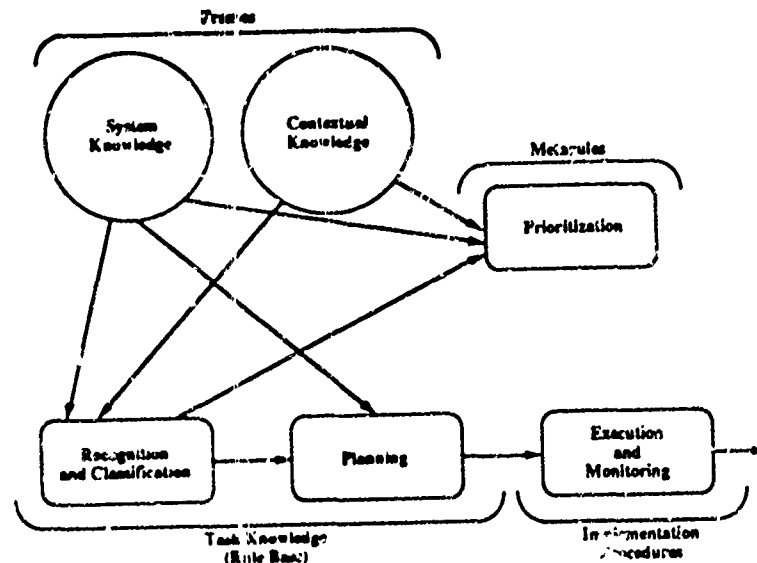 Frames
System
Knowledge
Contextual
Knowledge
Metarules
Prioritization
Recognition
and Classification
Planning
Execution
and
Monitoring
Task Knowledge
(Rule Base)
Implementation
Procedures